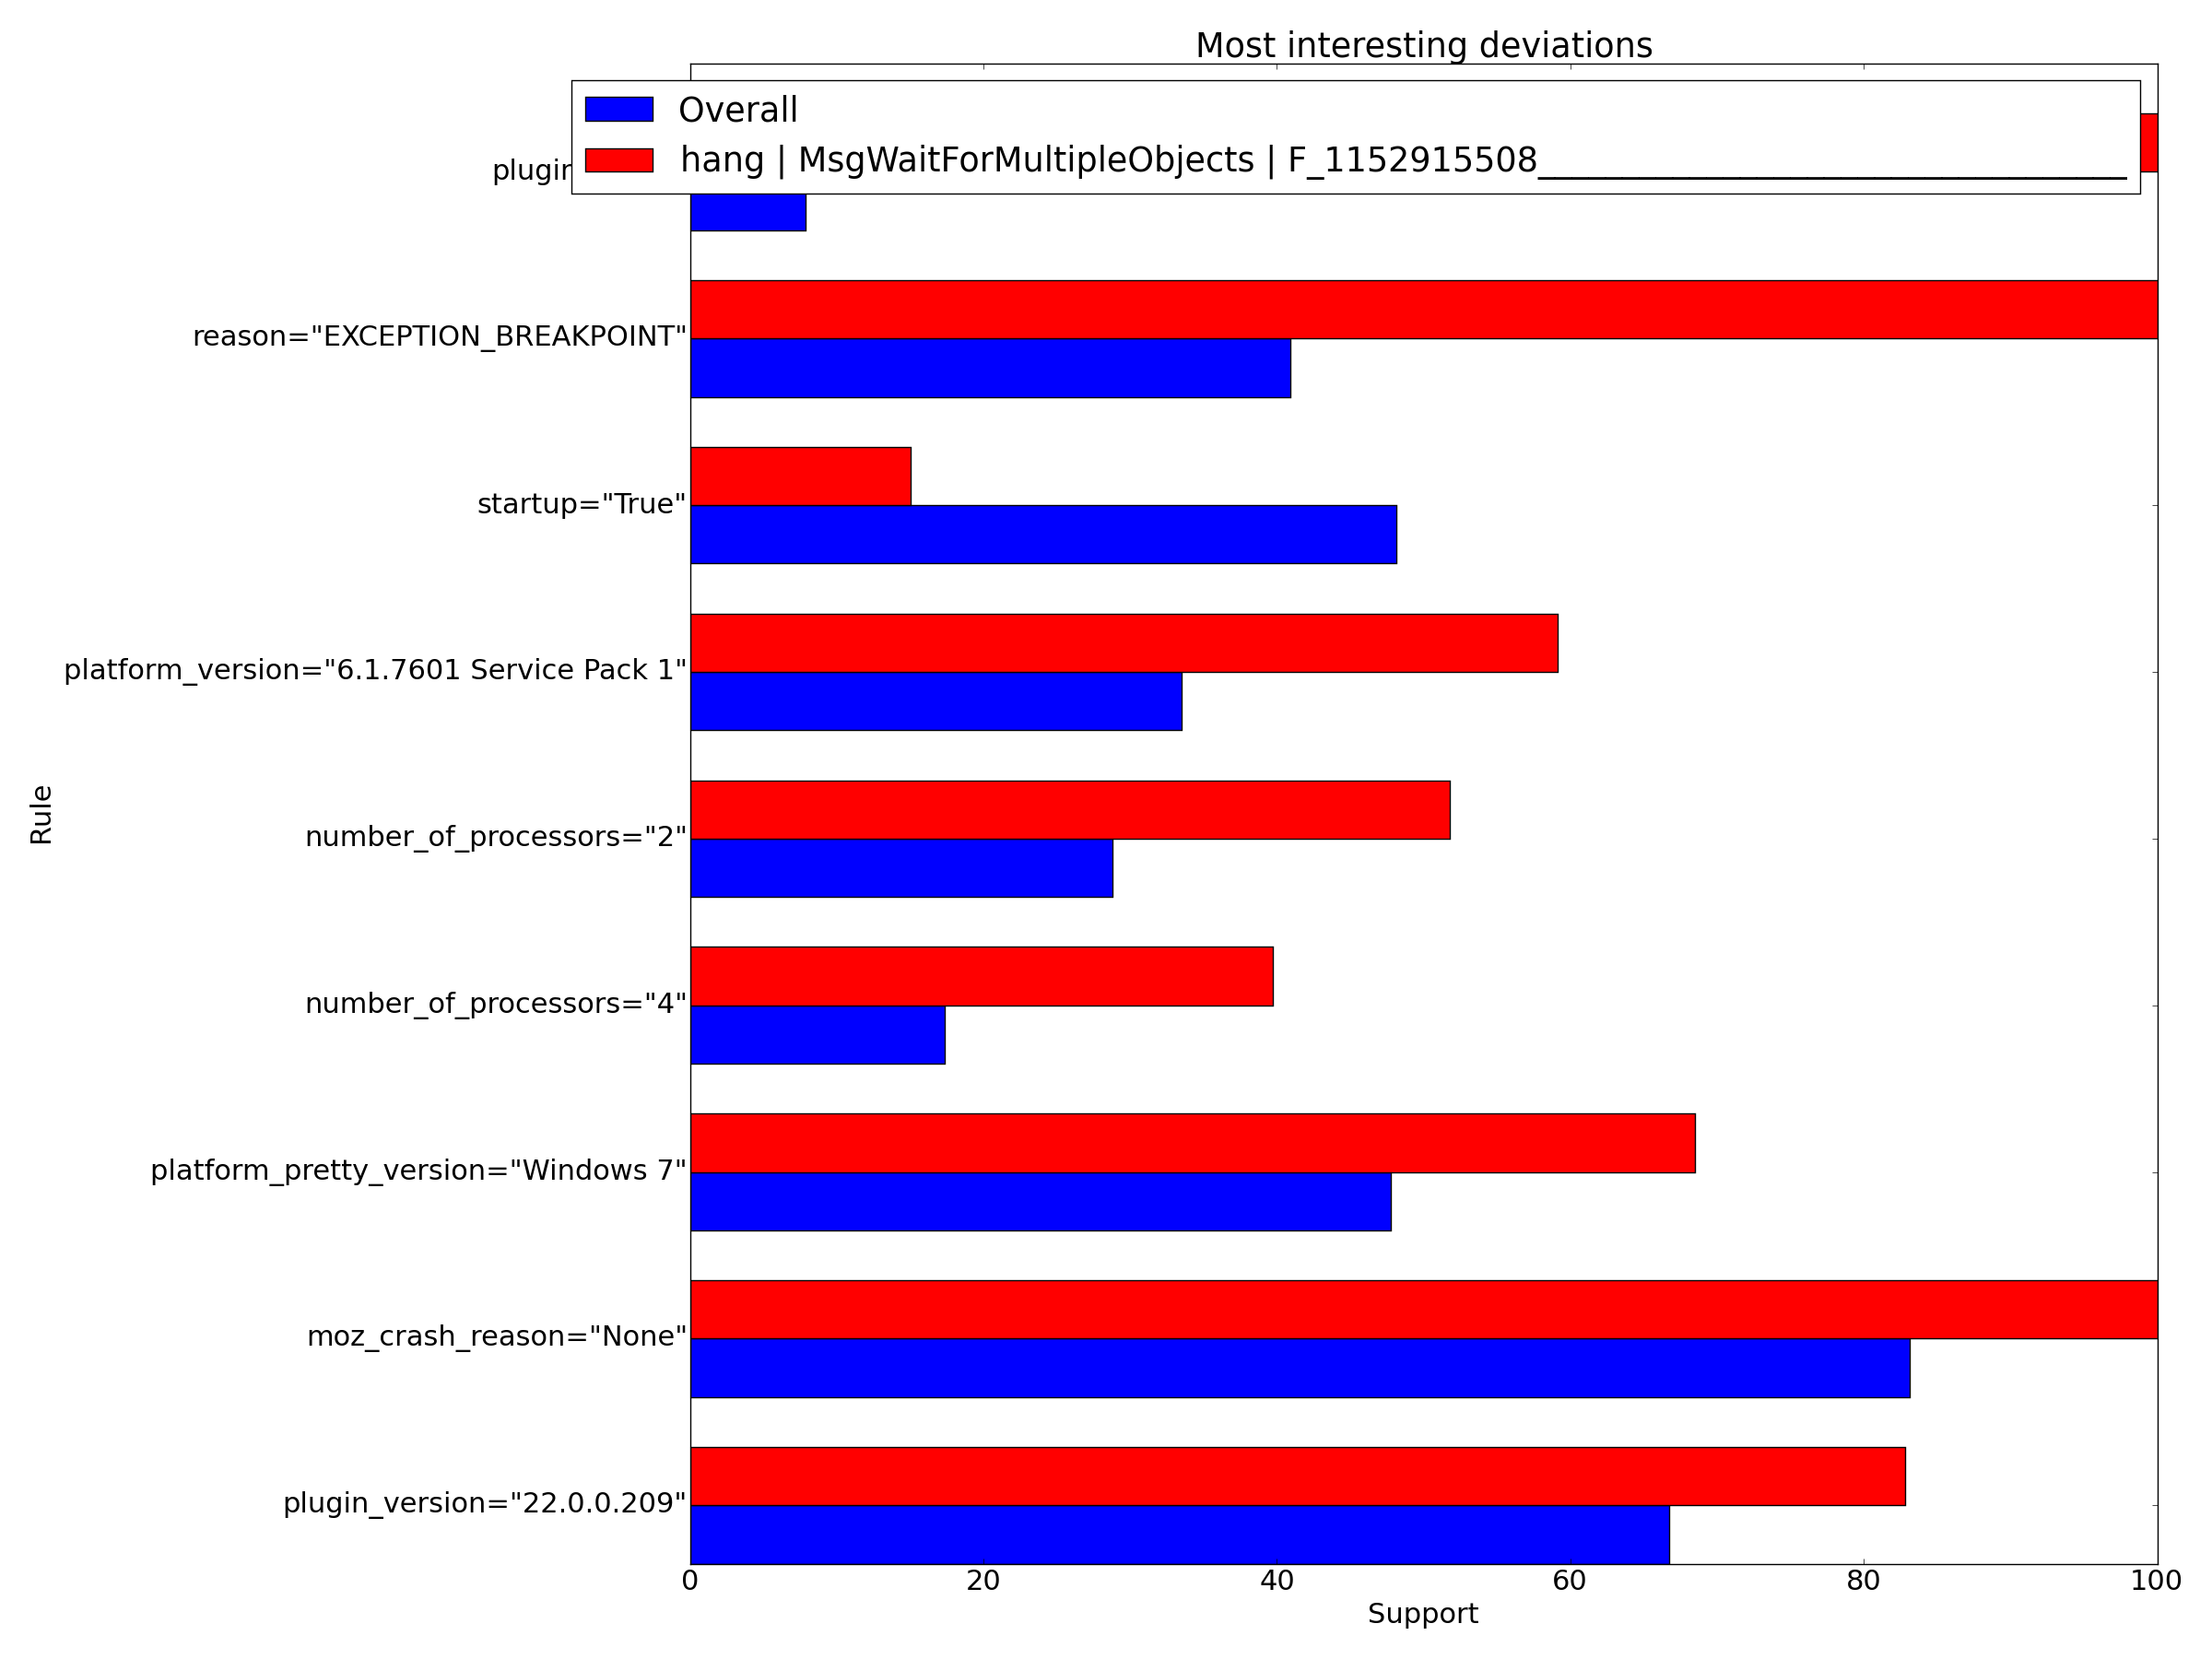 Most interesting deviations
Overall
hang | MsgWaitForMultipleObjects | F_1152915508___________________________________
reason="EXCEPTION_BREAKPOINT"
startup="True"
platform_version="6.1.7601 Service Pack 1"
number_of_processors="2"
number_of_processors="4"
platform_pretty_version="Windows 7"
moz_crash_reason="None"
plugin_version="22.0.0.209"
Rule
0 20 40 60 80 100
Support